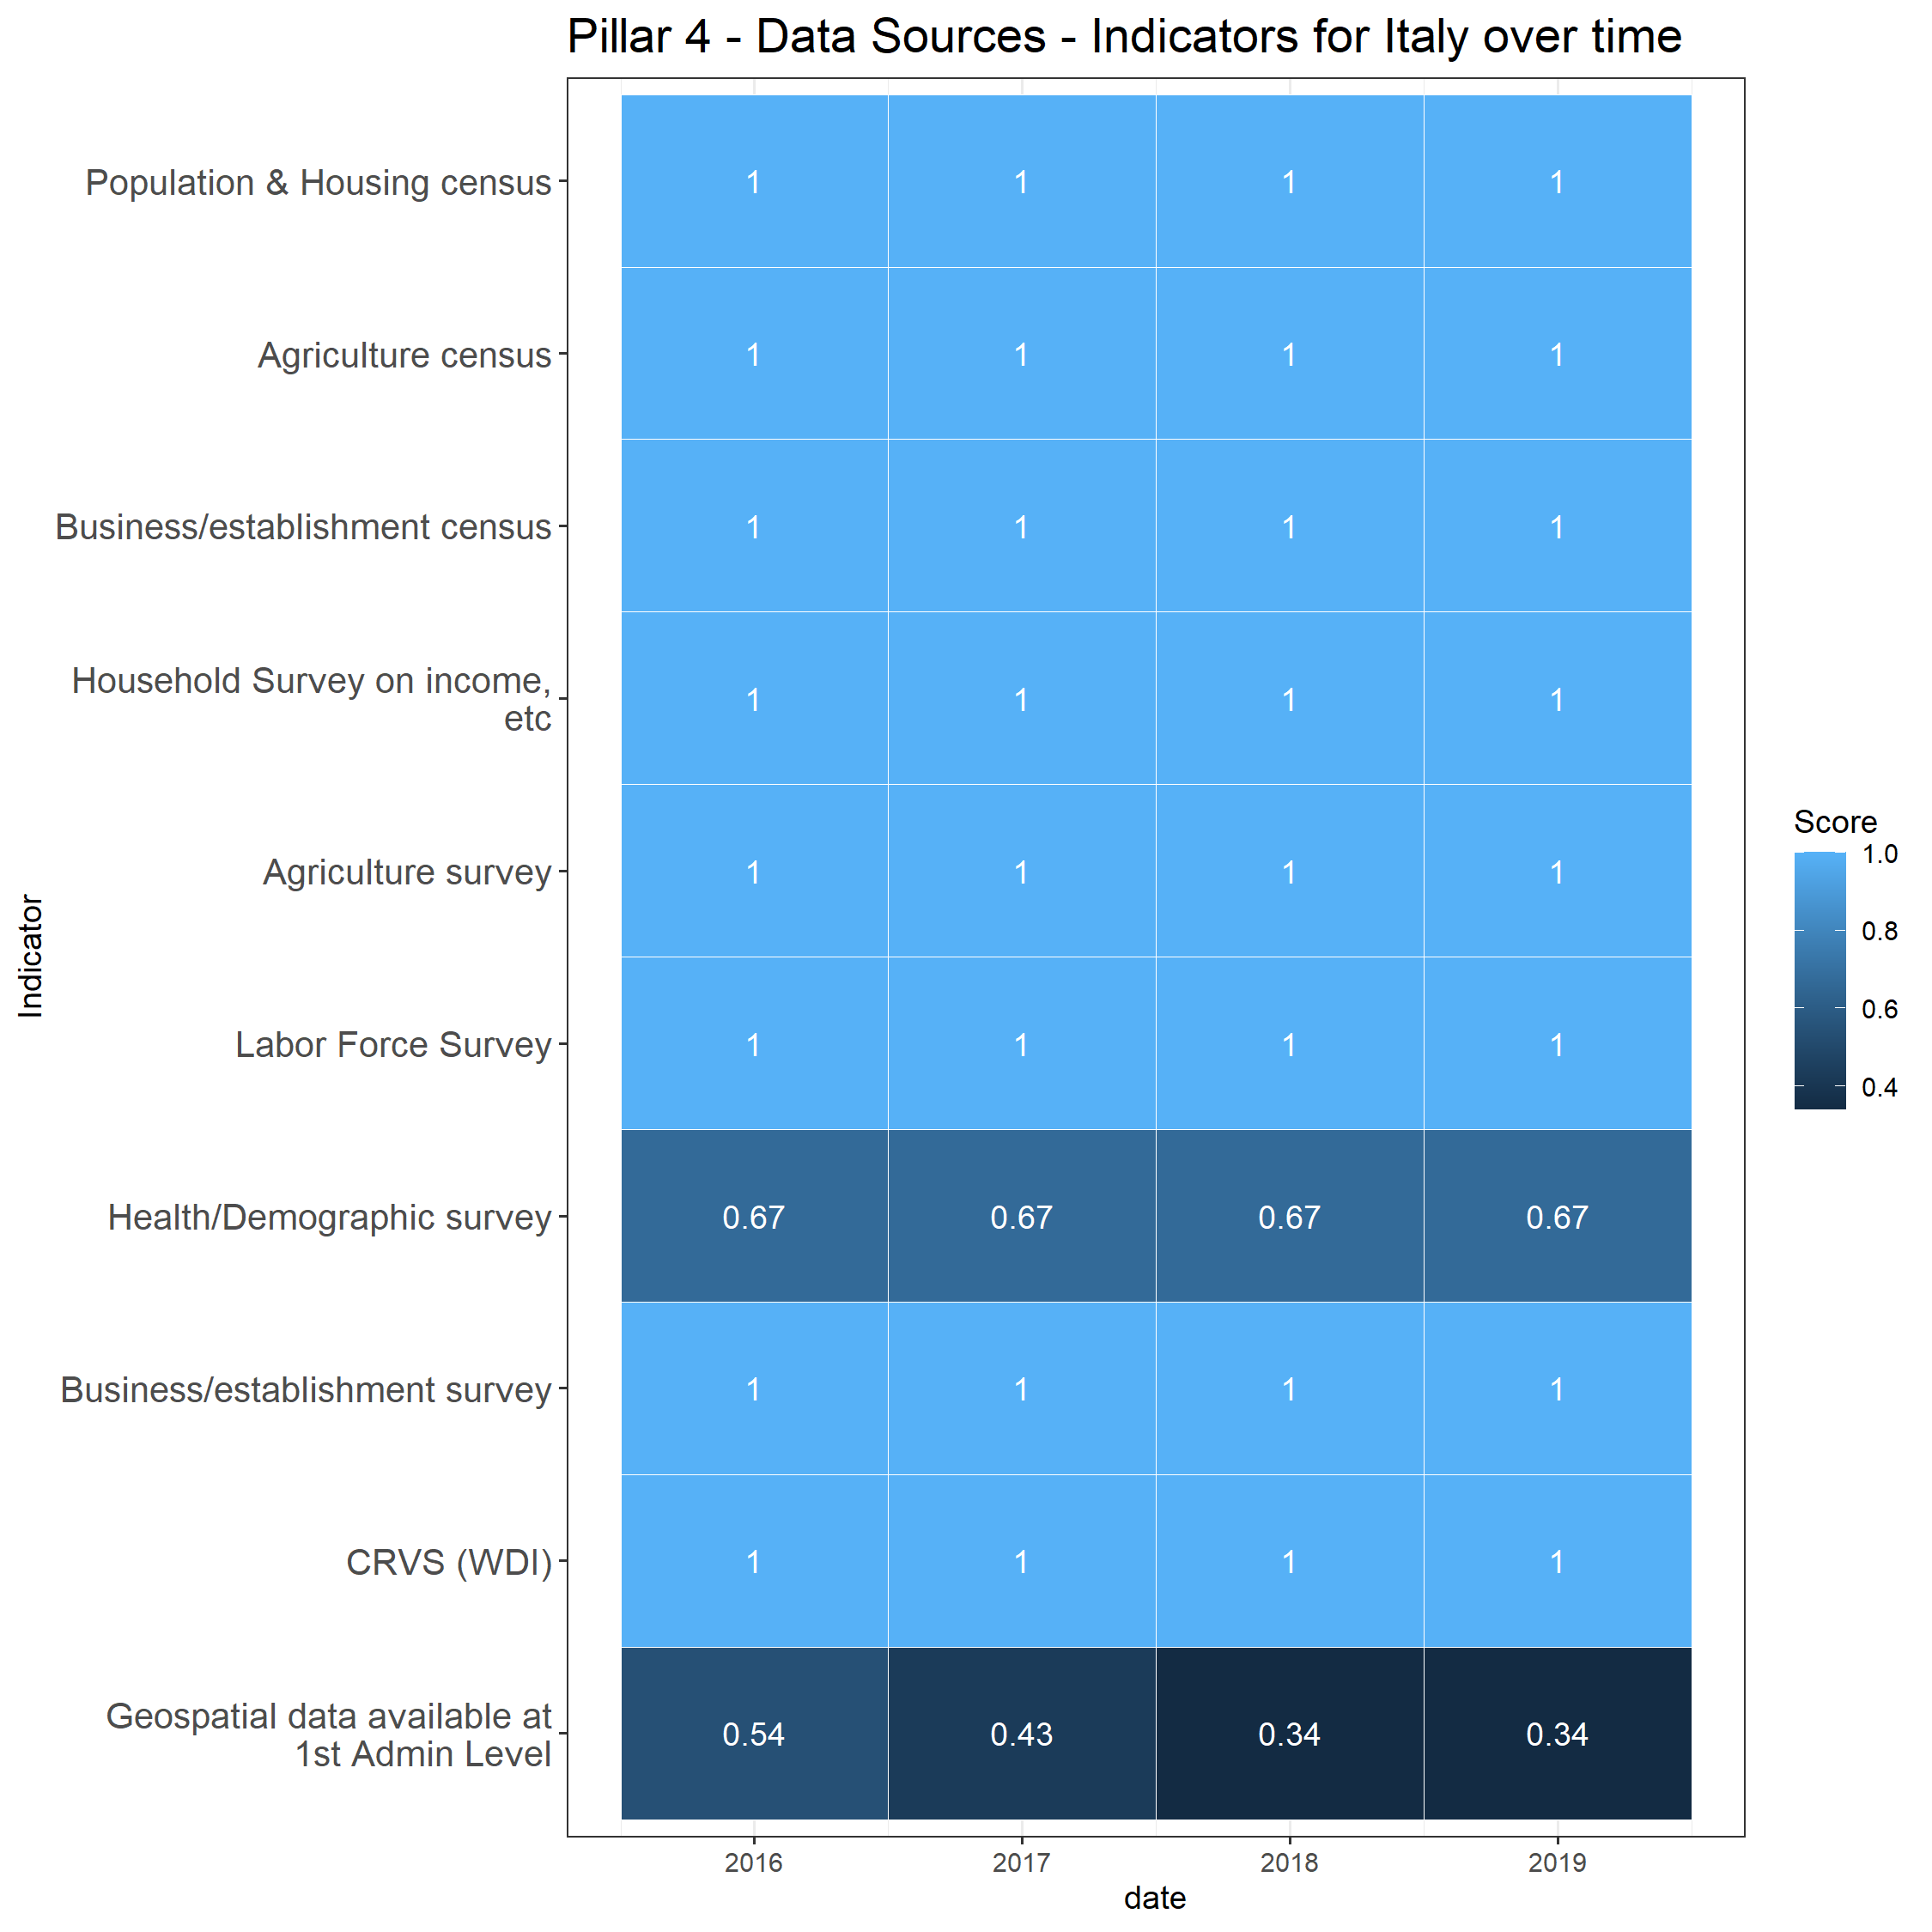 Pillar 4 - Data Sources - Indicators for Italy over time
Indicator
Population & Housing census
1 1 1 1
Agriculture census
1 1 1 1
Business/establishment census
1 1 1 1
Household Survey on income,
etc
1 1 1 1
Agriculture survey
1 1 1 1
Labor Force Survey
1 1 1 1
Health/Demographic survey
0.67 0.67 0.67 0.67
Business/establishment survey
1 1 1 1
CRVS (WDI)
1 1 1 1
Geospatial data available at
1st Admin Level
0.54 0.43 0.34 0.34
2016 2017 2018 2019
date
Score
1.0
0.8
0.6
0.4